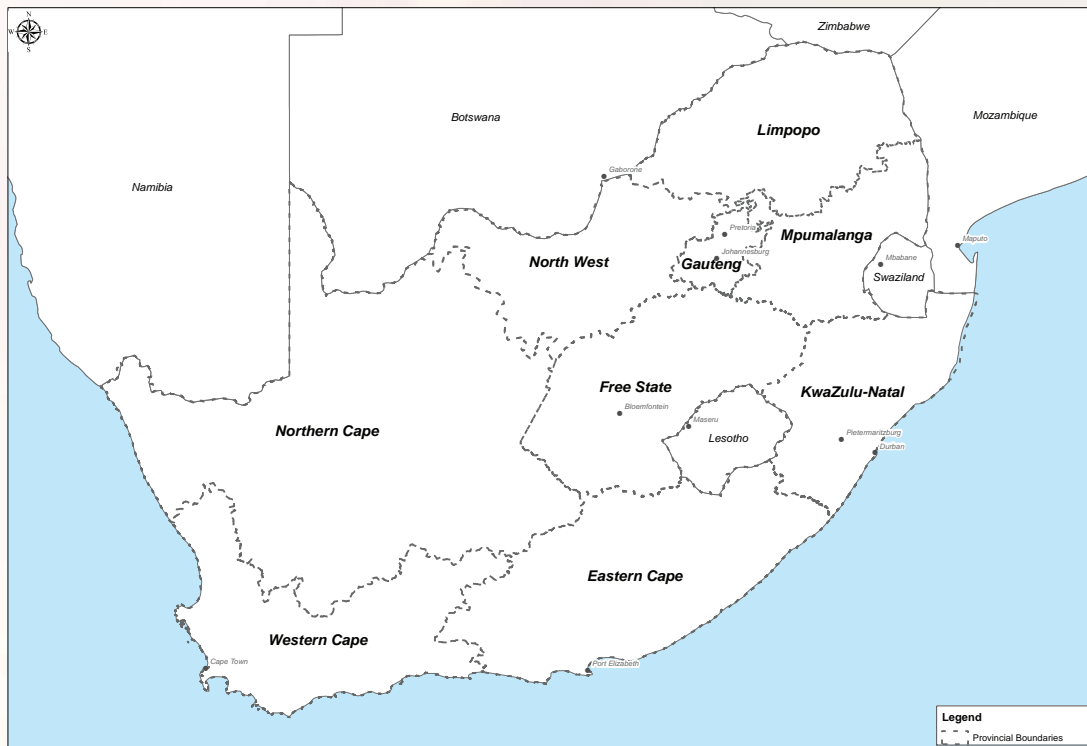 N
W E
S
Zimbabwe
Botswana
Mozambique
Limpopo
Gaborone
Namibia
Pretoria
Mpumalanga
Maputo
North West
Johannesburg
Gauteng
Mbabane
Swaziland
Free State
KwaZulu-Natal
Bloemfontein
Maseru
Northern Cape
Lesotho
Pietermaritzburg
Durban
Eastern Cape
Western Cape
Cape Town
Port Elizabeth
Legend
Provincial Boundaries